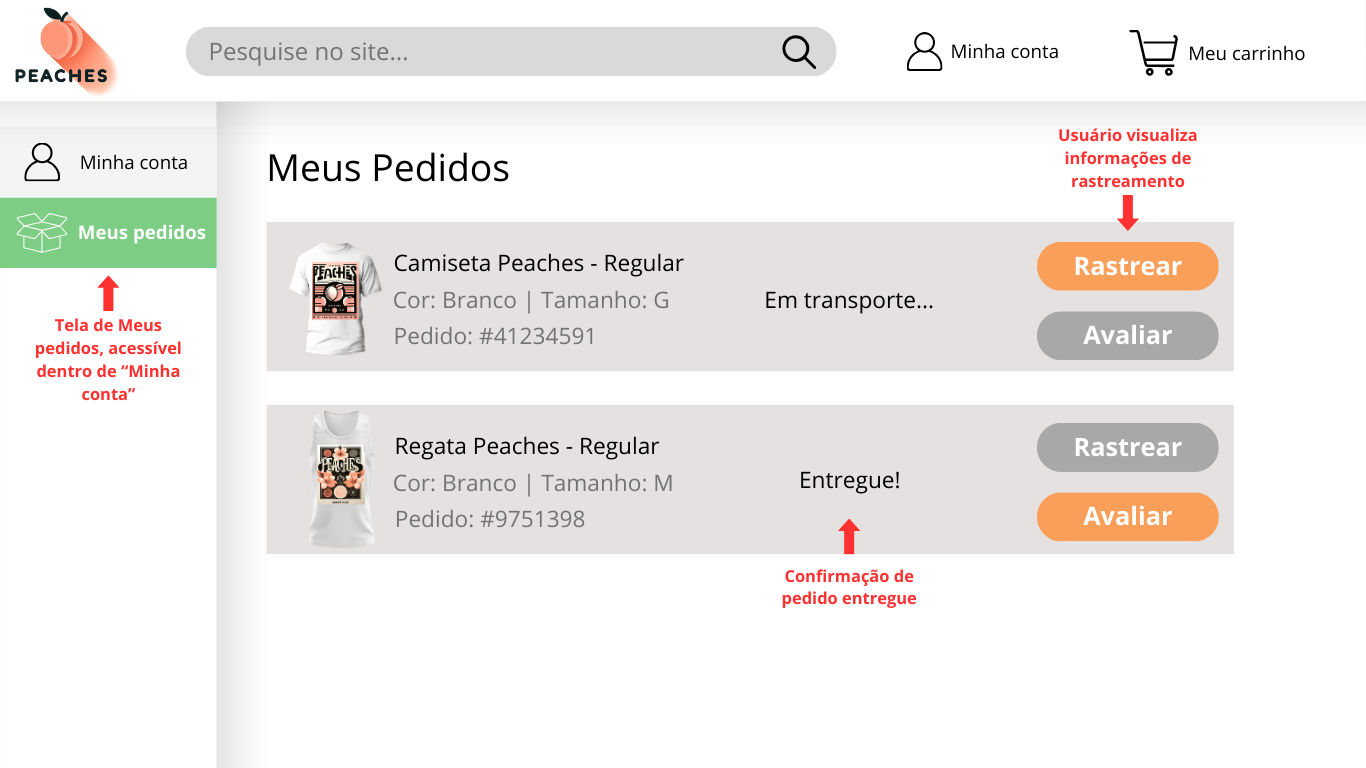 PEACHES
Pesquise no site...
Minha conta
Meu carrinho
Minha conta
Meus pedidos
Tela de Meus
pedidos, acessível
dentro de “Minha
conta”
Meus Pedidos
Usuário visualiza
informações de
rastreamento
PEACHES
Camiseta Peaches - Regular
Cor: Branco | Tamanho: G
Pedido: #41234591
Em transporte...
Rastrear
Avaliar
PEACHES
Regata Peaches - Regular
Cor: Branco | Tamanho: M
Pedido: #9751398
Entregue!
Rastrear
Avaliar
Confirmação de
pedido entregue